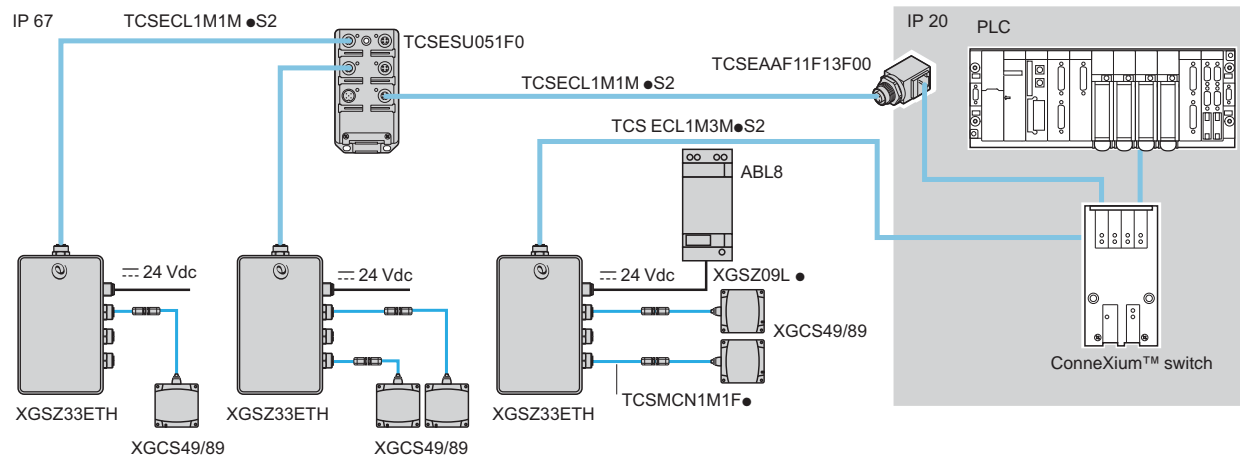 IP 67
TCSECL1M1M ●S2
TCSESU051F0
IP 20
PLC
TCSEAAF11F13F00
TCSECL1M1M ●S2
TCS ECL1M3M●S2
ABL8
24 Vdc
24 Vdc
24 Vdc
XGSZ09L ●
XGCS49/89
ConneXium™ switch
XGSZ33ETH
XGSZ33ETH
XGSZ33ETH
TCSMCN1M1F●
XGCS49/89
XGCS49/89